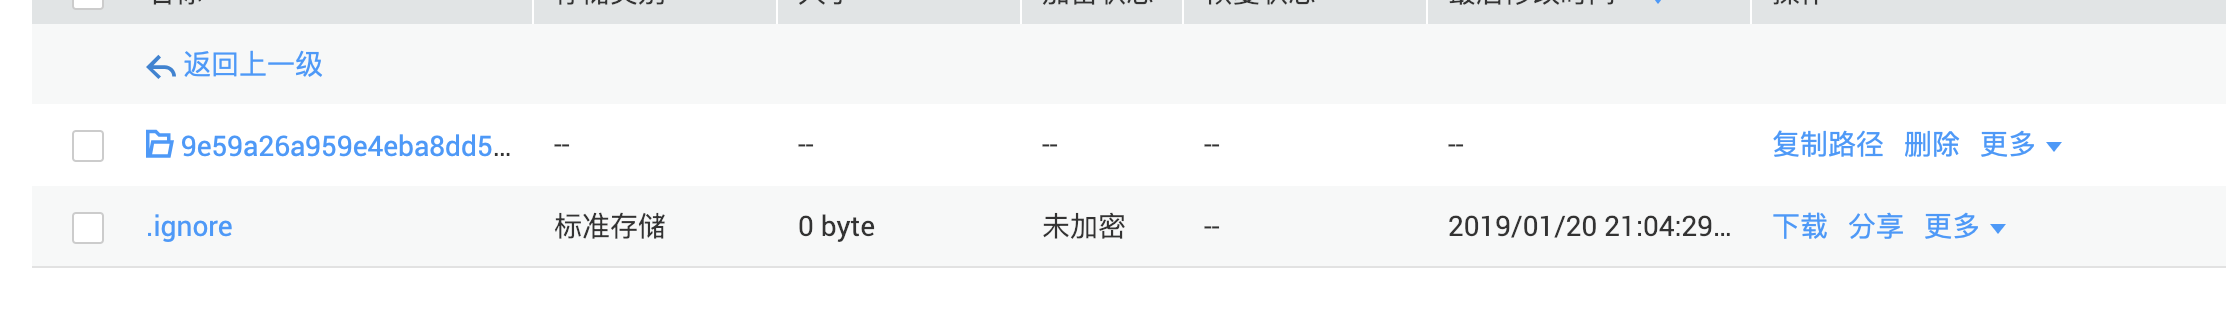 返回上一级
9e59a26a959e4eba8dd5... -- -- -- -- -- 复制路径 删除 更多
.ignore 标准存储 0 byte 未加密 -- 2019/01/20 21:04:29... 下载 分享 更多